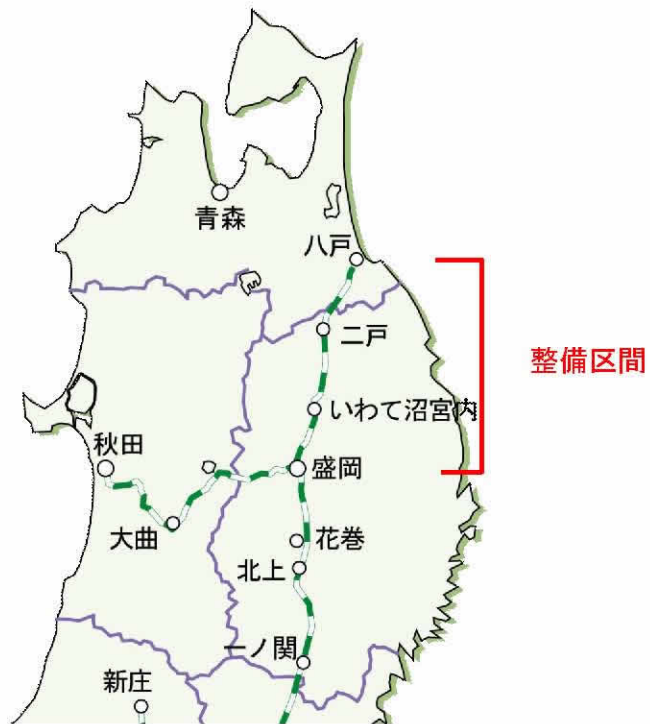 青森
八戸
二戸
整備区間
いわて沼宮内
秋田
盛岡
大曲
花巻
北上
一ノ関
新庄